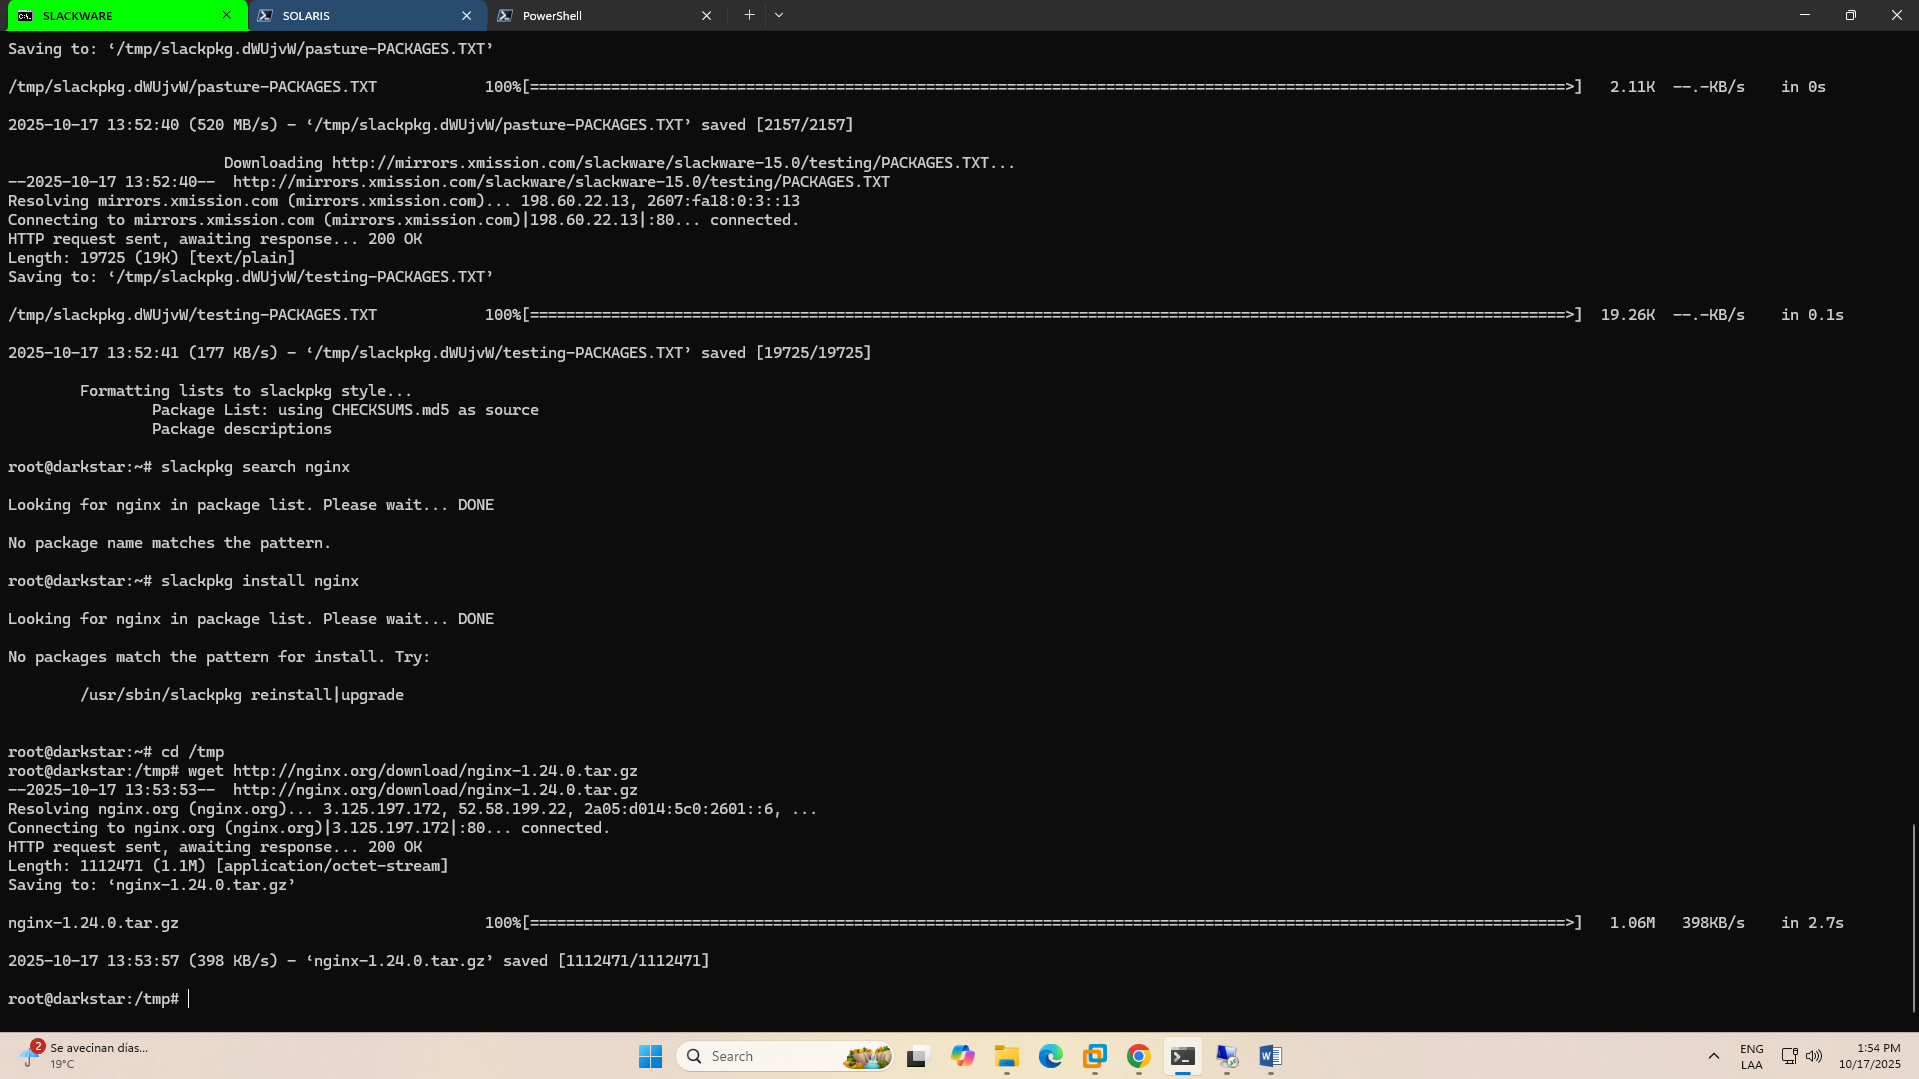 SLACKWARE
SOLARIS
PowerShell
Saving to: ‘/tmp/slackpkg.dWUjvW/pasture-PACKAGES.TXT’
/tmp/slackpkg.dWUjvW/pasture-PACKAGES.TXT 100%[===================================================================================================================>] 2.11K --.-KB/s in 0s
2025-10-17 13:52:40 (520 MB/s) - ‘/tmp/slackpkg.dWUjvW/pasture-PACKAGES.TXT’ saved [2157/2157]
Downloading http://mirrors.xmission.com/slackware/slackware-15.0/testing/PACKAGES.TXT...
--2025-10-17 13:52:40-- http://mirrors.xmission.com/slackware/slackware-15.0/testing/PACKAGES.TXT
Resolving mirrors.xmission.com (mirrors.xmission.com)... 198.60.22.13, 2607:fa18:0:3::13
Connecting to mirrors.xmission.com (mirrors.xmission.com)|198.60.22.13|:80... connected.
HTTP request sent, awaiting response... 200 OK
Length: 19725 (19K) [text/plain]
Saving to: ‘/tmp/slackpkg.dWUjvW/testing-PACKAGES.TXT’
/tmp/slackpkg.dWUjvW/testing-PACKAGES.TXT 100%[===================================================================================================================>] 19.26K --.-KB/s in 0.1s
2025-10-17 13:52:41 (177 KB/s) - ‘/tmp/slackpkg.dWUjvW/testing-PACKAGES.TXT’ saved [19725/19725]
Formatting lists to slackpkg style...
Package List: using CHECKSUMS.md5 as source
Package descriptions
root@darkstar:~# slackpkg search nginx
Looking for nginx in package list. Please wait... DONE
No package name matches the pattern.
root@darkstar:~# slackpkg install nginx
Looking for nginx in package list. Please wait... DONE
No packages match the pattern for install. Try:
/usr/sbin/slackpkg reinstall|upgrade
root@darkstar:~# cd /tmp
root@darkstar:/tmp# wget http://nginx.org/download/nginx-1.24.0.tar.gz
--2025-10-17 13:53:53-- http://nginx.org/download/nginx-1.24.0.tar.gz
Resolving nginx.org (nginx.org)... 3.125.197.172, 52.58.199.22, 2a05:d014:5c0:2601::6, ...
Connecting to nginx.org (nginx.org)|3.125.197.172|:80... connected.
HTTP request sent, awaiting response... 200 OK
Length: 1112471 (1.1M) [application/octet-stream]
Saving to: ‘nginx-1.24.0.tar.gz’
nginx-1.24.0.tar.gz 100%[===================================================================================================================>] 1.06M 398KB/s in 2.7s
2025-10-17 13:53:57 (398 KB/s) - ‘nginx-1.24.0.tar.gz’ saved [1112471/1112471]
root@darkstar:/tmp#
2
Se avecinan días...
19°C
Search
ENG
LAA
1:54 PM
10/17/2025